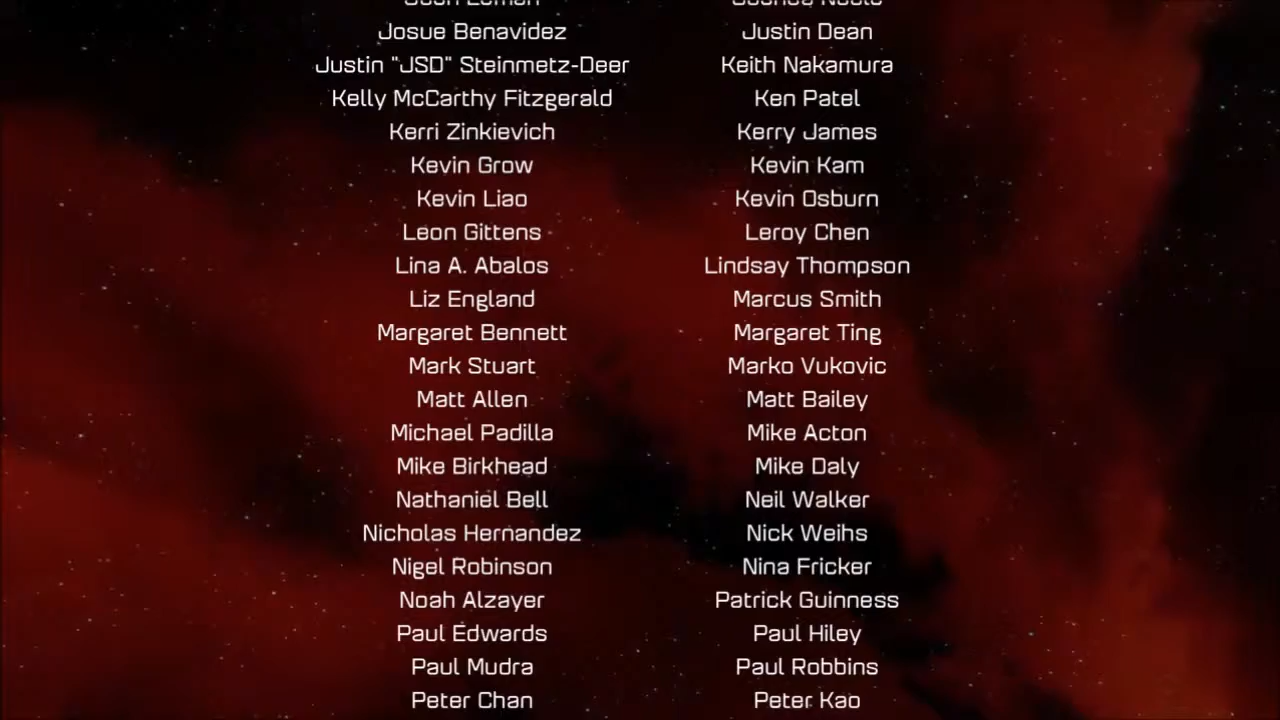 Josue Benavidez Justin Dean
Justin "JSD" Steinmetz-Deer Keith Nakamura
Kelly McCarthy Fitzgerald Ken Patel
Kerri Zinkievich Kerry James
Kevin Grow Kevin Kam
Kevin Liao Kevin Osburn
Leon Gittens Leroy Chen
Lina A. Abalos Lindsay Thompson
Liz England Marcus Smith
Margaret Bennett Margaret Ting
Mark Stuart Marko Vukovic
Matt Allen Matt Bailey
Michael Padilla Mike Acton
Mike Birkhead Mike Daly
Nathaniel Bell Neil Walker
Nicholas Hernandez Nick Weihs
Nigel Robinson Nina Fricker
Noah Alzayer Patrick Guinness
Paul Edwards Paul Hiley
Paul Mudra Paul Robbins
Peter Chan Peter Kao